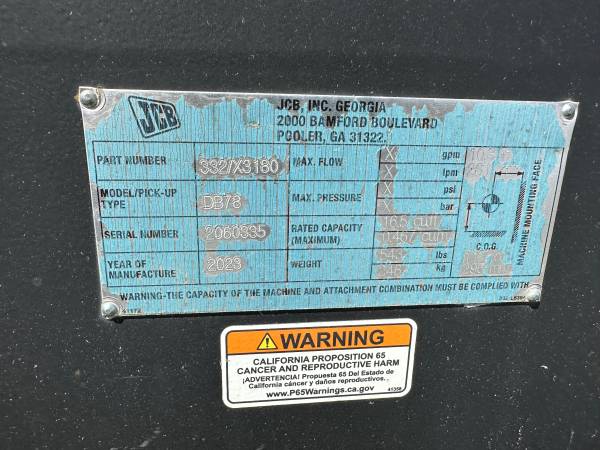 JCB
JCB, INC. GEORGIA
2000 BAMFORD BOULEVARD
POOLER, GA 31322.
PART NUMBER 332/X3180
MODEL/PICK-UP TYPE DB78
SERIAL NUMBER 2060335
YEAR OF MANUFACTURE 2023
MAX. FLOW X gpm
X lpm
MAX. PRESSURE X psi
X bar
RATED CAPACITY (MAXIMUM) 16.5 cuft
WEIGHT lbs
kg
C.O.G.
MACHINE MOUNTING FACE
WARNING-THE CAPACITY OF THE MACHINE AND ATTACHMENT COMBINATION MUST BE COMPLIED WITH
WARNING
CALIFORNIA PROPOSITION 65
CANCER AND REPRODUCTIVE HARM
¡ADVERTENCIA! Propuesta 65 Del Estado de
California cáncer y daños reproductivos.
www.P65Warnings.ca.gov